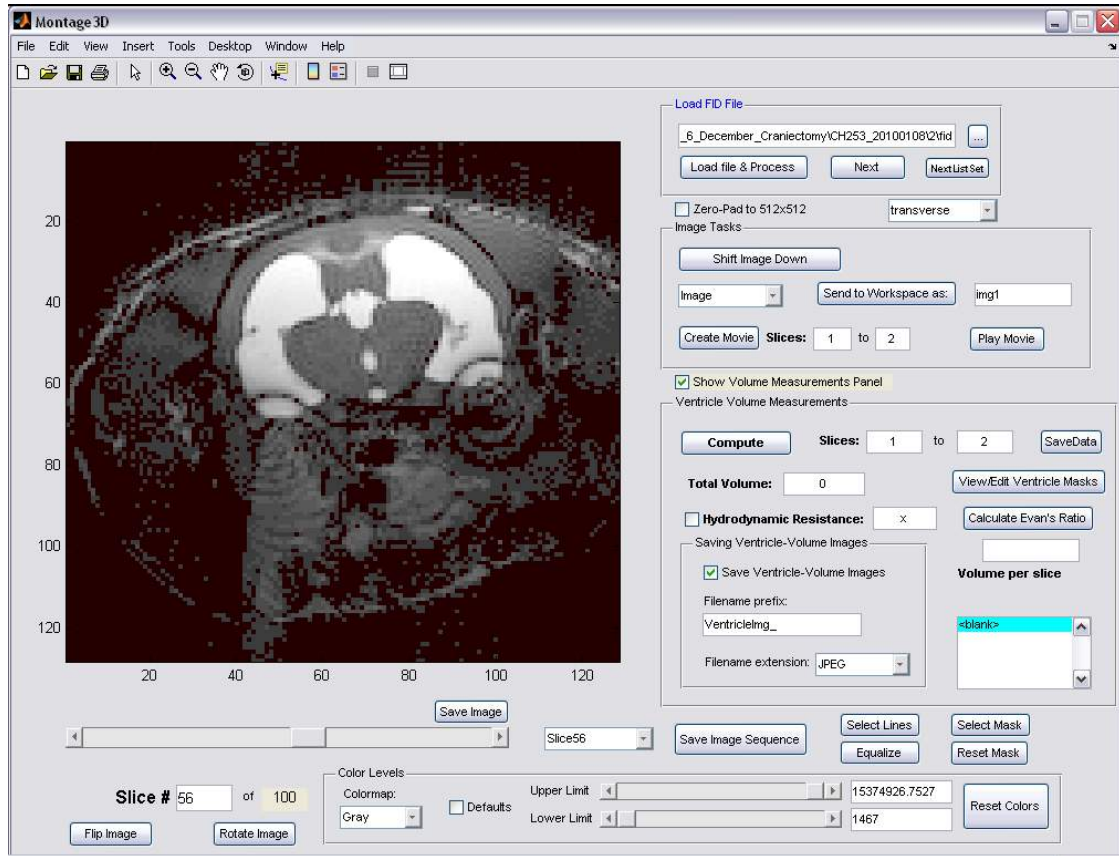 Montage3D
File Edit View Insert Tools Desktop Window Help
Load FID File
_6_December_Craniectomy\CH253_20100108\2\fid ...
Load file & Process Next NextListSet
Zero-Pad to 512x512 transverse
Image Tasks
Shift Image Down
Image Send to Workspace as: img1
Create Movie Slices: 1 to 2 Play Movie
Show Volume Measurements Panel
Ventricle Volume Measurements
Compute Slices: 1 to 2 SaveData
Total Volume: 0 View/Edit Ventricle Masks
Hydrodynamic Resistance: x Calculate Evan's Ratio
Saving Ventricle-Volume Images
Save Ventricle-Volume Images
Volume per slice
Filename prefix:
VentricleImg_
<blank>
Filename extension: JPEG
20
40
60
80
100
120
20 40 60 80 100 120
Save Image
Slice56 Save Image Sequence Select Lines Select Mask
Equalize Reset Mask
Slice # 56 of 100
Flip Image Rotate Image
Color Levels
Colormap:
Gray Defaults
Upper Limit 15374926.7527
Lower Limit 1467
Reset Colors